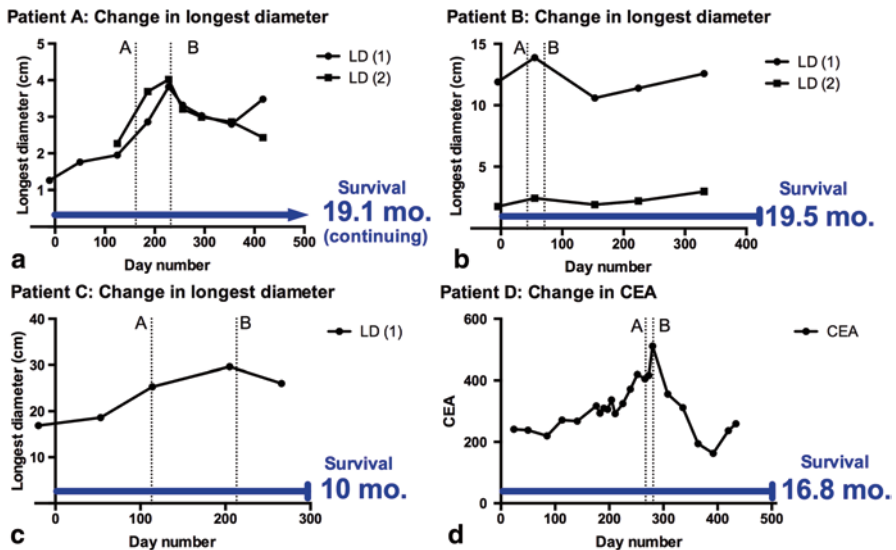 Patient A: Change in longest diameter
A
B
LD (1)
LD (2)
Longest diameter (cm)
5
4
3
2
1
0
100
200
300
400
500
Survival
19.1 mo.
(continuing)
a
Day number
Patient B: Change in longest diameter
A
B
LD (1)
LD (2)
Longest diameter (cm)
15
10
5
0
100
200
300
400
Survival
19.5 mo.
b
Day number
Patient C: Change in longest diameter
A
B
LD (1)
Longest diameter (cm)
40
30
20
10
0
100
200
300
Survival
10 mo.
c
Day number
Patient D: Change in CEA
A
B
CEA
CEA
600
400
200
0
0
100
200
300
400
500
Survival
16.8 mo.
d
Day number